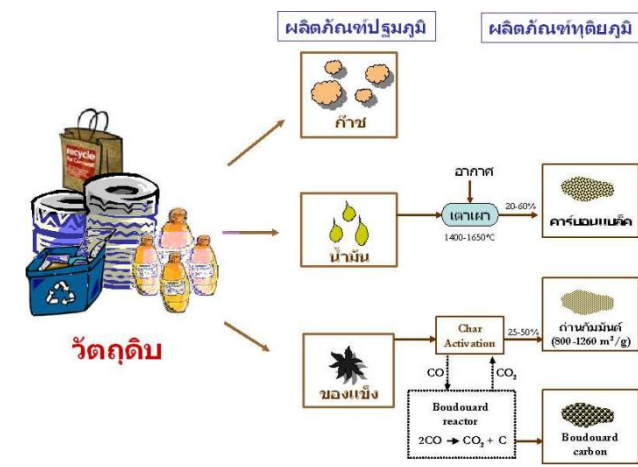 ผลิตภัณฑ์ปฐมภูมิ
ผลิตภัณฑ์ทุติยภูมิ
recycle
ก๊าซ
อากาศ
เตาเผา
20-60%
1400-1650°C
น้ำมัน
คาร์บอนแบล็ค
วัตถุดิบ
Char
Activation
25-50%
ถ่านกัมมันต์
(800-1260 m²/g)
CO
CO₂
ของแข็ง
Boudouard
reactor
2CO → CO₂ + C
Boudouard
carbon